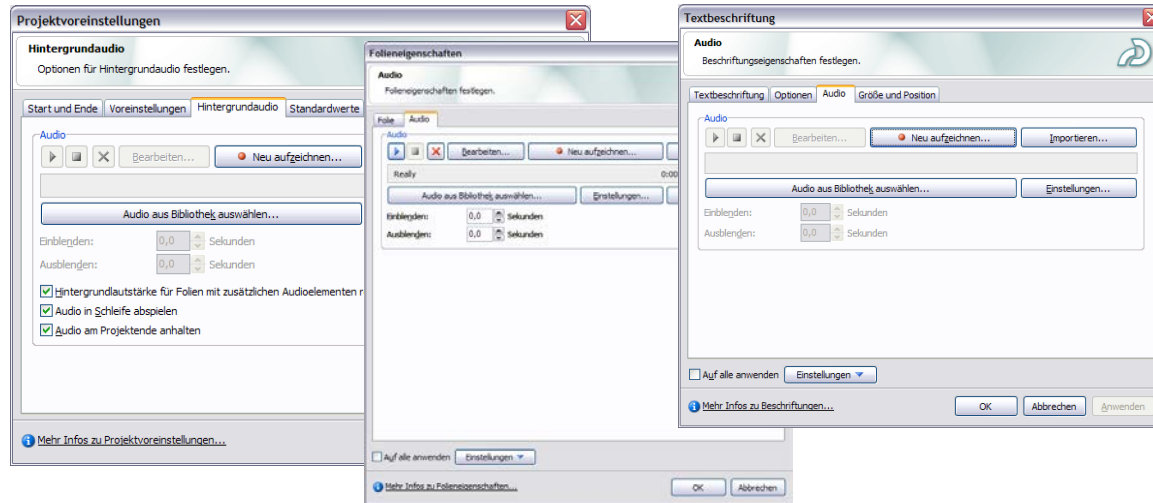 Projektvoreinstellungen
Hintergrundaudio
Optionen für Hintergrundaudio festlegen.
Start und Ende Voreinstellungen Hintergrundaudio Standardwerte
Audio
Bearbeiten... Neu aufzeichnen...
Audio aus Bibliothek auswählen...
Einblenden: 0,0 Sekunden
Ausblenden: 0,0 Sekunden
Hintergrundlautstärke für Folien mit zusätzlichen Audioelementen
Audio in Schleife abspielen
Audio am Projektende anhalten
Mehr Infos zu Projektvoreinstellungen...
Folieneigenschaften
Audio
Folieneigenschaften festlegen.
Folie Audio
Audio
Bearbeiten... Neu aufzeichnen...
Really 0:00
Audio aus Bibliothek auswählen... Einstellungen...
Einblenden: 0,0 Sekunden
Ausblenden: 0,0 Sekunden
Auf alle anwenden Einstellungen
Mehr Infos zu Folieneigenschaften...
OK Abbrechen
Textbeschriftung
Audio
Beschriftungseigenschaften festlegen.
Textbeschriftung Optionen Audio Größe und Position
Audio
Bearbeiten... Neu aufzeichnen... Importieren...
Audio aus Bibliothek auswählen... Einstellungen...
Einblenden: 0,0 Sekunden
Ausblenden: 0,0 Sekunden
Auf alle anwenden Einstellungen
Mehr Infos zu Beschriftungen...
OK Abbrechen Anwenden